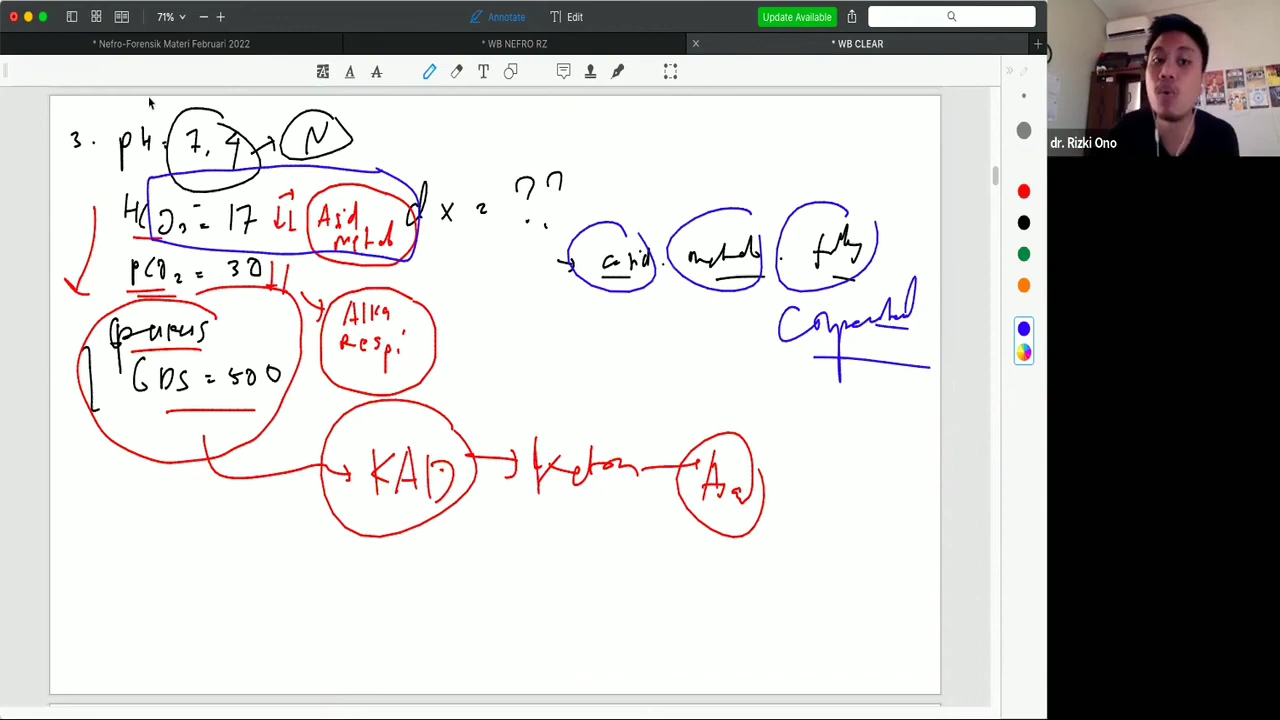 71%
Annotate
Edit
Update Available
* Nefro-Forensik Materi Februari 2022
* WB NEFRO RZ
* WB CLEAR
dr. Rizki Ono
3. pH = 7,4 → N
HCO3⁻ = 17 ↓↓ Asid metab dx = ??
pCO2 = 30 ↓↓
→ asid. metab. fully
Compensated
Alka
Respi
GDS = 500
KAD → Keton